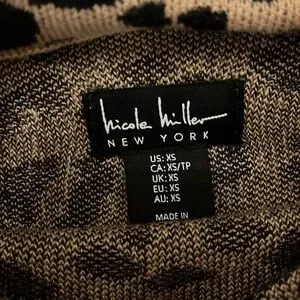 Nicole Miller
NEW YORK
US: XS
CA: XS/TP
UK: XS
EU: XS
AU: XS
MADE IN